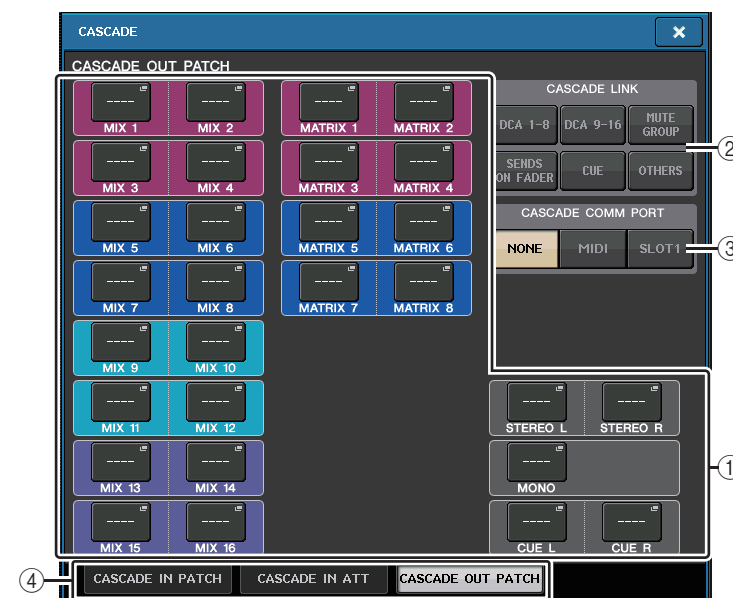 CASCADE
×
CASCADE OUT PATCH
---- ---- ---- ----
MIX 1 MIX 2 MATRIX 1 MATRIX 2
---- ---- ---- ----
MIX 3 MIX 4 MATRIX 3 MATRIX 4
---- ---- ---- ----
MIX 5 MIX 6 MATRIX 5 MATRIX 6
---- ---- ---- ----
MIX 7 MIX 8 MATRIX 7 MATRIX 8
---- ----
MIX 9 MIX 10
---- ----
MIX 11 MIX 12
---- ----
MIX 13 MIX 14
---- ----
MIX 15 MIX 16
CASCADE LINK
DCA 1-8 DCA 9-16 MUTE GROUP
SENDS ON FADER CUE OTHERS
②
CASCADE COMM PORT
NONE MIDI SLOT1
③
---- ----
STEREO L STEREO R
----
MONO
①
---- ----
CUE L CUE R
④
CASCADE IN PATCH CASCADE IN ATT CASCADE OUT PATCH